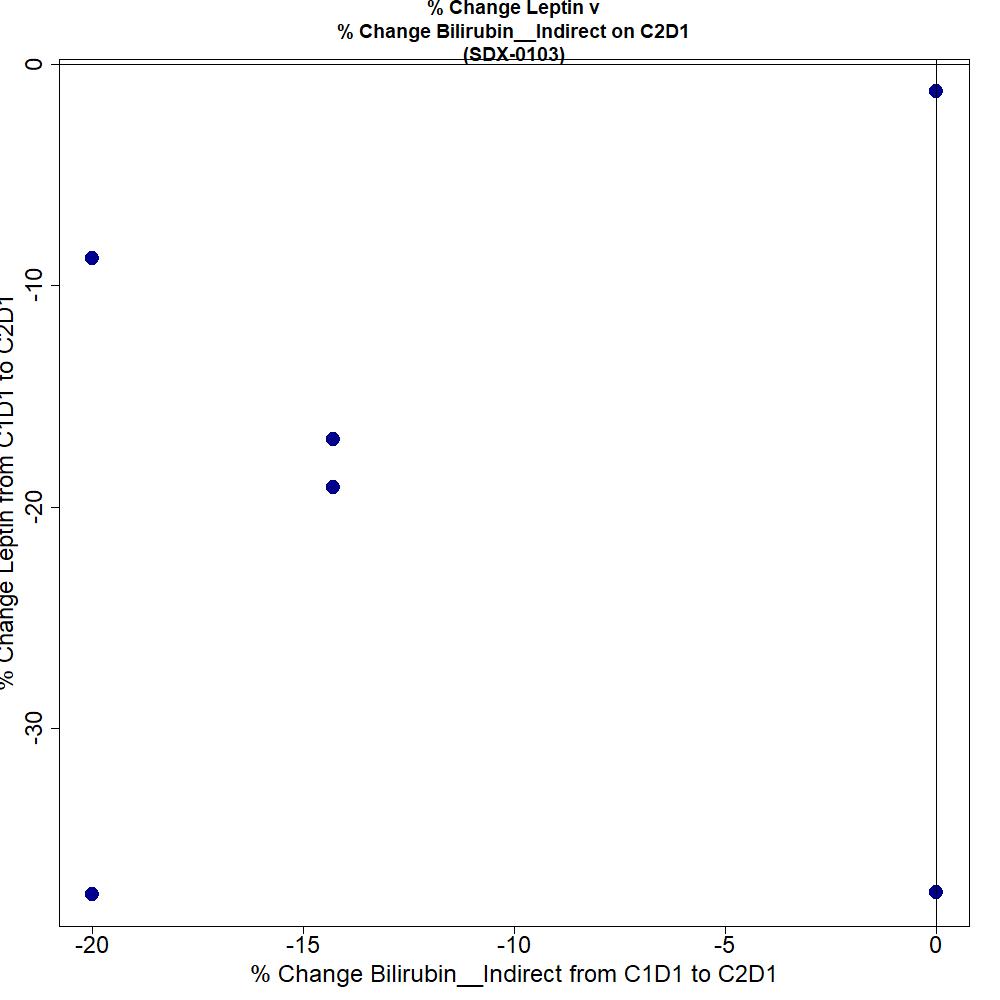 % Change Leptin v
% Change Bilirubin__Indirect on C2D1
(SDX-0103)
0
-10
-20
-30
% Change Leptin from C1D1 to C2D1
-20 -15 -10 -5 0
% Change Bilirubin__Indirect from C1D1 to C2D1